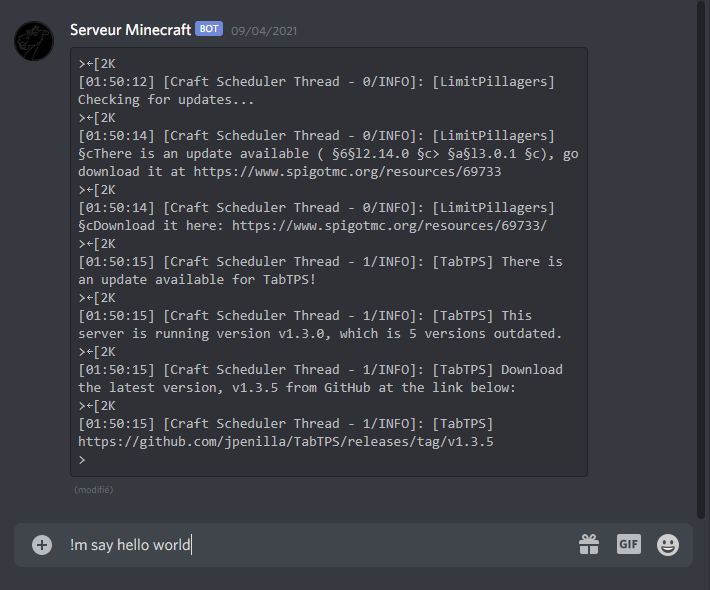 Serveur Minecraft BOT 09/04/2021
>←[2K
[01:50:12] [Craft Scheduler Thread - 0/INFO]: [LimitPillagers]
Checking for updates...
>←[2K
[01:50:14] [Craft Scheduler Thread - 0/INFO]: [LimitPillagers]
§cThere is an update available ( §6§l2.14.0 §c> §a§l3.0.1 §c), go
download it at https://www.spigotmc.org/resources/69733
>←[2K
[01:50:14] [Craft Scheduler Thread - 0/INFO]: [LimitPillagers]
§cDownload it here: https://www.spigotmc.org/resources/69733/
>←[2K
[01:50:15] [Craft Scheduler Thread - 1/INFO]: [TabTPS] There is
an update available for TabTPS!
>←[2K
[01:50:15] [Craft Scheduler Thread - 1/INFO]: [TabTPS] This
server is running version v1.3.0, which is 5 versions outdated.
>←[2K
[01:50:15] [Craft Scheduler Thread - 1/INFO]: [TabTPS] Download
the latest version, v1.3.5 from GitHub at the link below:
>←[2K
[01:50:15] [Craft Scheduler Thread - 1/INFO]: [TabTPS]
https://github.com/jpenilla/TabTPS/releases/tag/v1.3.5
>
(modifié)
!m say hello world GIF